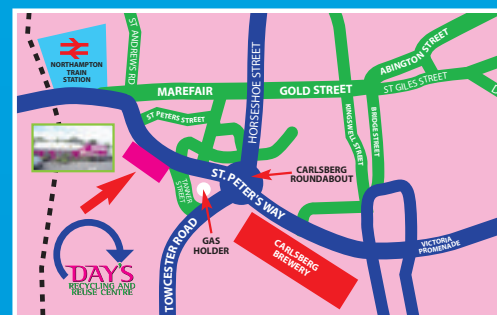 NORTHAMPTON
TRAIN
STATION
ST. ANDREWS RD
HORSESHOE STREET
ABINGTON STREET
ST GILES STREET
MAREFAIR
GOLD STREET
ST PETERS STREET
KINGSWELL STREET
BRIDGE STREET
TANNER
STREET
ST. PETER'S WAY
CARLSBERG
ROUNDABOUT
GAS
HOLDER
TOWCESTER ROAD
CARLSBERG
BREWERY
VICTORIA
PROMENADE
DAY'S
RECYCLING AND
REUSE CENTRE